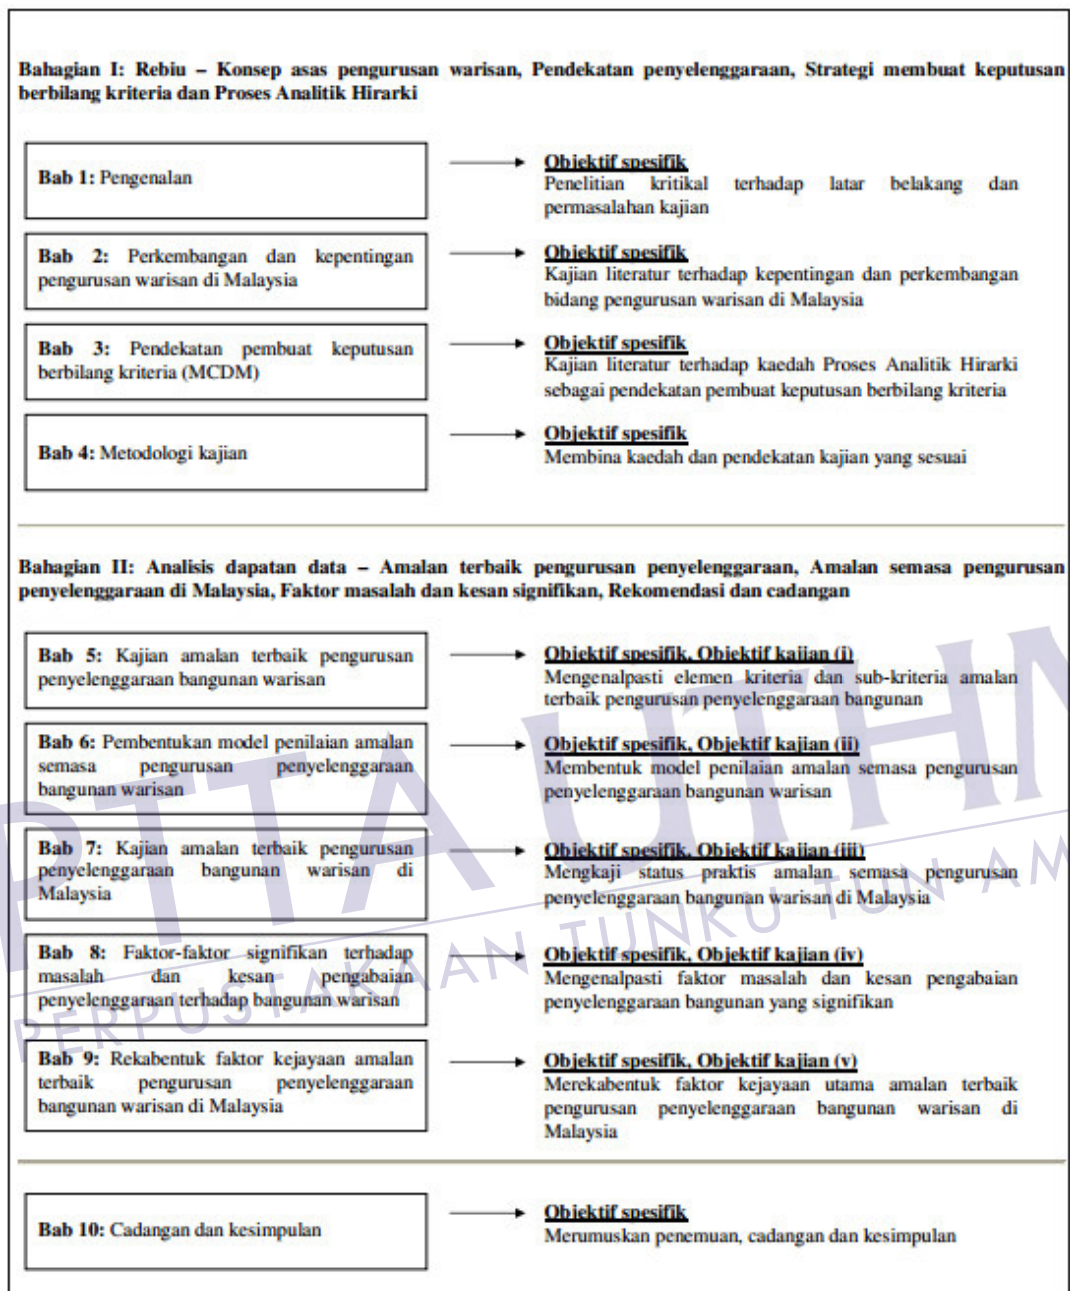 Bahagian I: Rebiu – Konsep asas pengurusan warisan, Pendekatan penyelenggaraan, Strategi membuat keputusan
berbilang kriteria dan Proses Analitik Hirarki
Bab 1: Pengenalan
Objektif spesifik
Penelitian kritikal terhadap latar belakang dan
permasalahan kajian
Bab 2: Perkembangan dan kepentingan
pengurusan warisan di Malaysia
Objektif spesifik
Kajian literatur terhadap kepentingan dan perkembangan
bidang pengurusan warisan di Malaysia
Bab 3: Pendekatan pembuat keputusan
berbilang kriteria (MCDM)
Objektif spesifik
Kajian literatur terhadap kaedah Proses Analitik Hirarki
sebagai pendekatan pembuat keputusan berbilang kriteria
Bab 4: Metodologi kajian
Objektif spesifik
Membina kaedah dan pendekatan kajian yang sesuai
Bahagian II: Analisis dapatan data – Amalan terbaik pengurusan penyelenggaraan, Amalan semasa pengurusan
penyelenggaraan di Malaysia, Faktor masalah dan kesan signifikan, Rekomendasi dan cadangan
Bab 5: Kajian amalan terbaik pengurusan
penyelenggaraan bangunan warisan
Objektif spesifik, Objektif kajian (i)
Mengenalpasti elemen kriteria dan sub-kriteria amalan
terbaik pengurusan penyelenggaraan bangunan
Bab 6: Pembentukan model penilaian amalan
semasa pengurusan penyelenggaraan
bangunan warisan
Objektif spesifik, Objektif kajian (ii)
Membentuk model penilaian amalan semasa pengurusan
penyelenggaraan bangunan warisan
Bab 7: Kajian amalan terbaik pengurusan
penyelenggaraan bangunan warisan di
Malaysia
Objektif spesifik, Objektif kajian (iii)
Mengkaji status praktis amalan semasa pengurusan
penyelenggaraan bangunan warisan di Malaysia
Bab 8: Faktor-faktor signifikan terhadap
masalah dan kesan pengabaian
penyelenggaraan terhadap bangunan warisan
Objektif spesifik, Objektif kajian (iv)
Mengenalpasti faktor masalah dan kesan pengabaian
penyelenggaraan bangunan yang signifikan
Bab 9: Rekabentuk faktor kejayaan amalan
terbaik pengurusan penyelenggaraan
bangunan warisan di Malaysia
Objektif spesifik, Objektif kajian (v)
Merekabentuk faktor kejayaan utama amalan terbaik
pengurusan penyelenggaraan bangunan warisan di
Malaysia
Bab 10: Cadangan dan kesimpulan
Objektif spesifik
Merumuskan penemuan, cadangan dan kesimpulan
PTTA UTHM
PERPUSTAKAAN TUNKU TUN AM